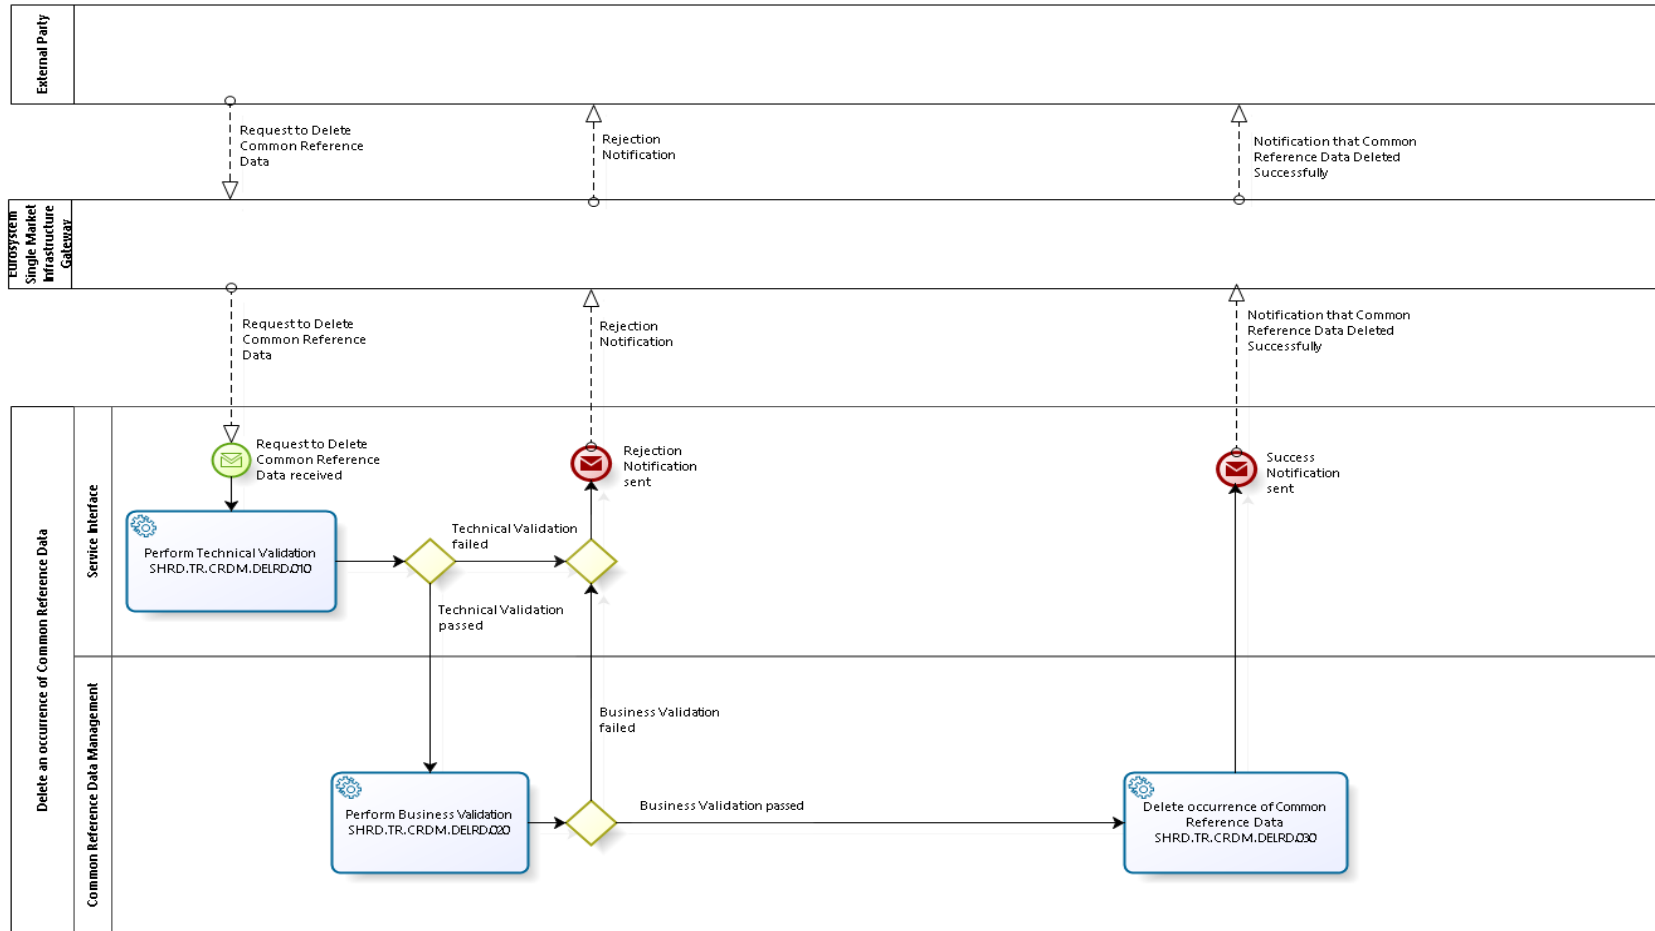 External Party
Request to Delete
Common Reference
Data
Rejection
Notification
Notification that Common
Reference Data Deleted
Successfully
Eurosystem
Single Market
Infrastructure
Gateway
Request to Delete
Common Reference
Data
Rejection
Notification
Notification that Common
Reference Data Deleted
Successfully
Delete an occurrence of Common Reference Data
Service Interface
Request to Delete
Common Reference
Data received
Rejection
Notification
sent
Success
Notification
sent
Perform Technical Validation
SHRD.TR.CRDM.DELRD.010
Technical Validation
failed
Technical Validation
passed
Common Reference Data Management
Business Validation
failed
Perform Business Validation
SHRD.TR.CRDM.DELRD.020
Business Validation passed
Delete occurrence of Common
Reference Data
SHRD.TR.CRDM.DELRD.030